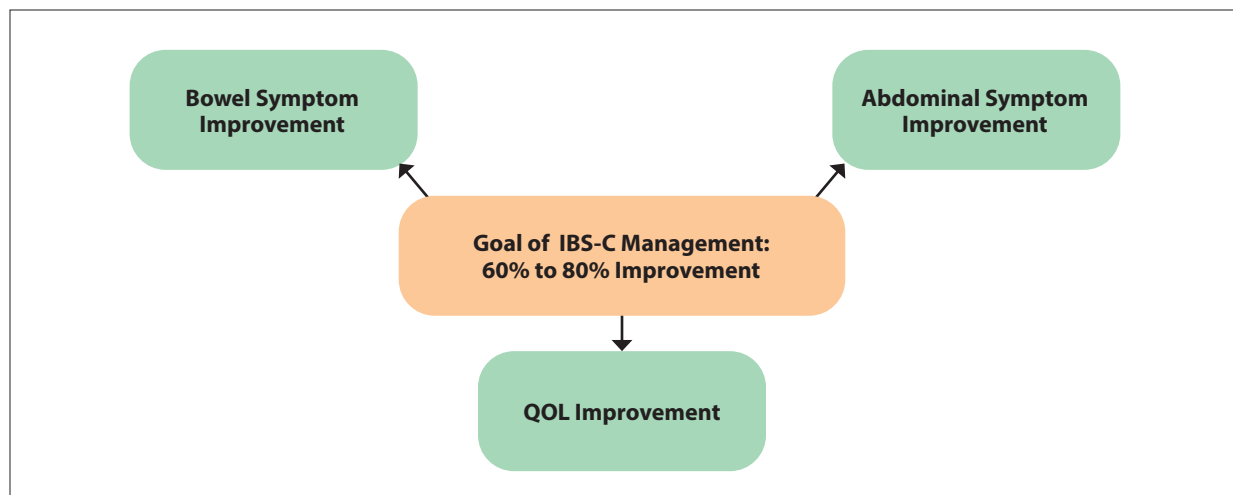 Bowel Symptom
Improvement
Abdominal Symptom
Improvement
Goal of IBS-C Management:
60% to 80% Improvement
QOL Improvement